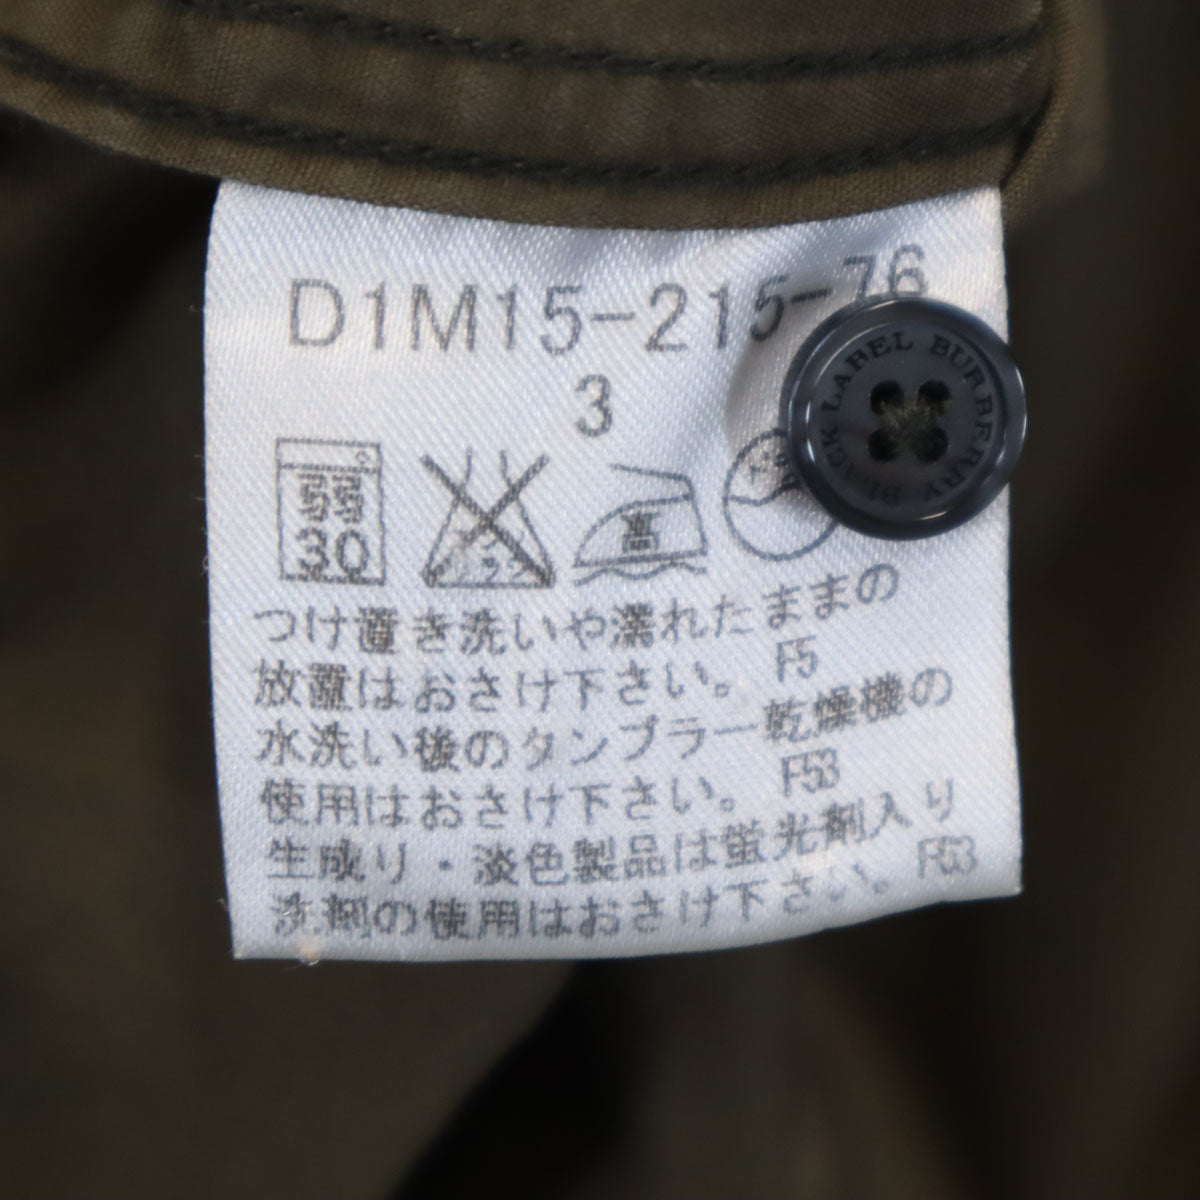 D1M15-215-76
3
弱
30
高
つけ置き洗いや濡れたままの
放置はおさけ下さい。 F5
水洗い後のタンブラー乾燥機の
使用はおさけ下さい。 F53
生成り・淡色製品は蛍光剤入り
洗剤の使用はおさけ下さい。 F63
BLACK LABEL BURBERRY